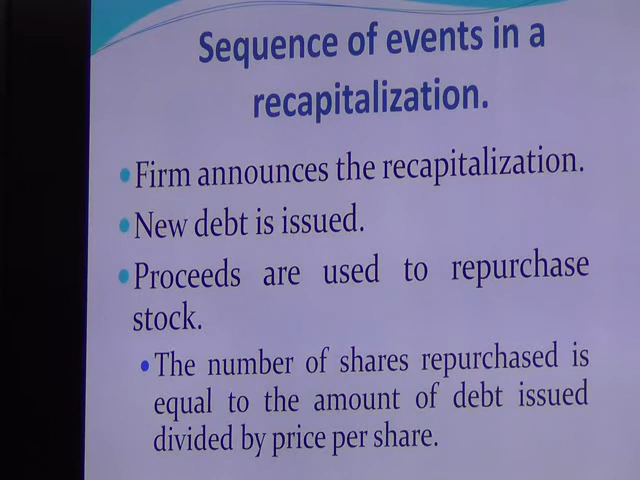 Sequence of events in a
recapitalization.
•Firm announces the recapitalization.
•New debt is issued.
•Proceeds are used to repurchase
stock.
•The number of shares repurchased is
equal to the amount of debt issued
divided by price per share.